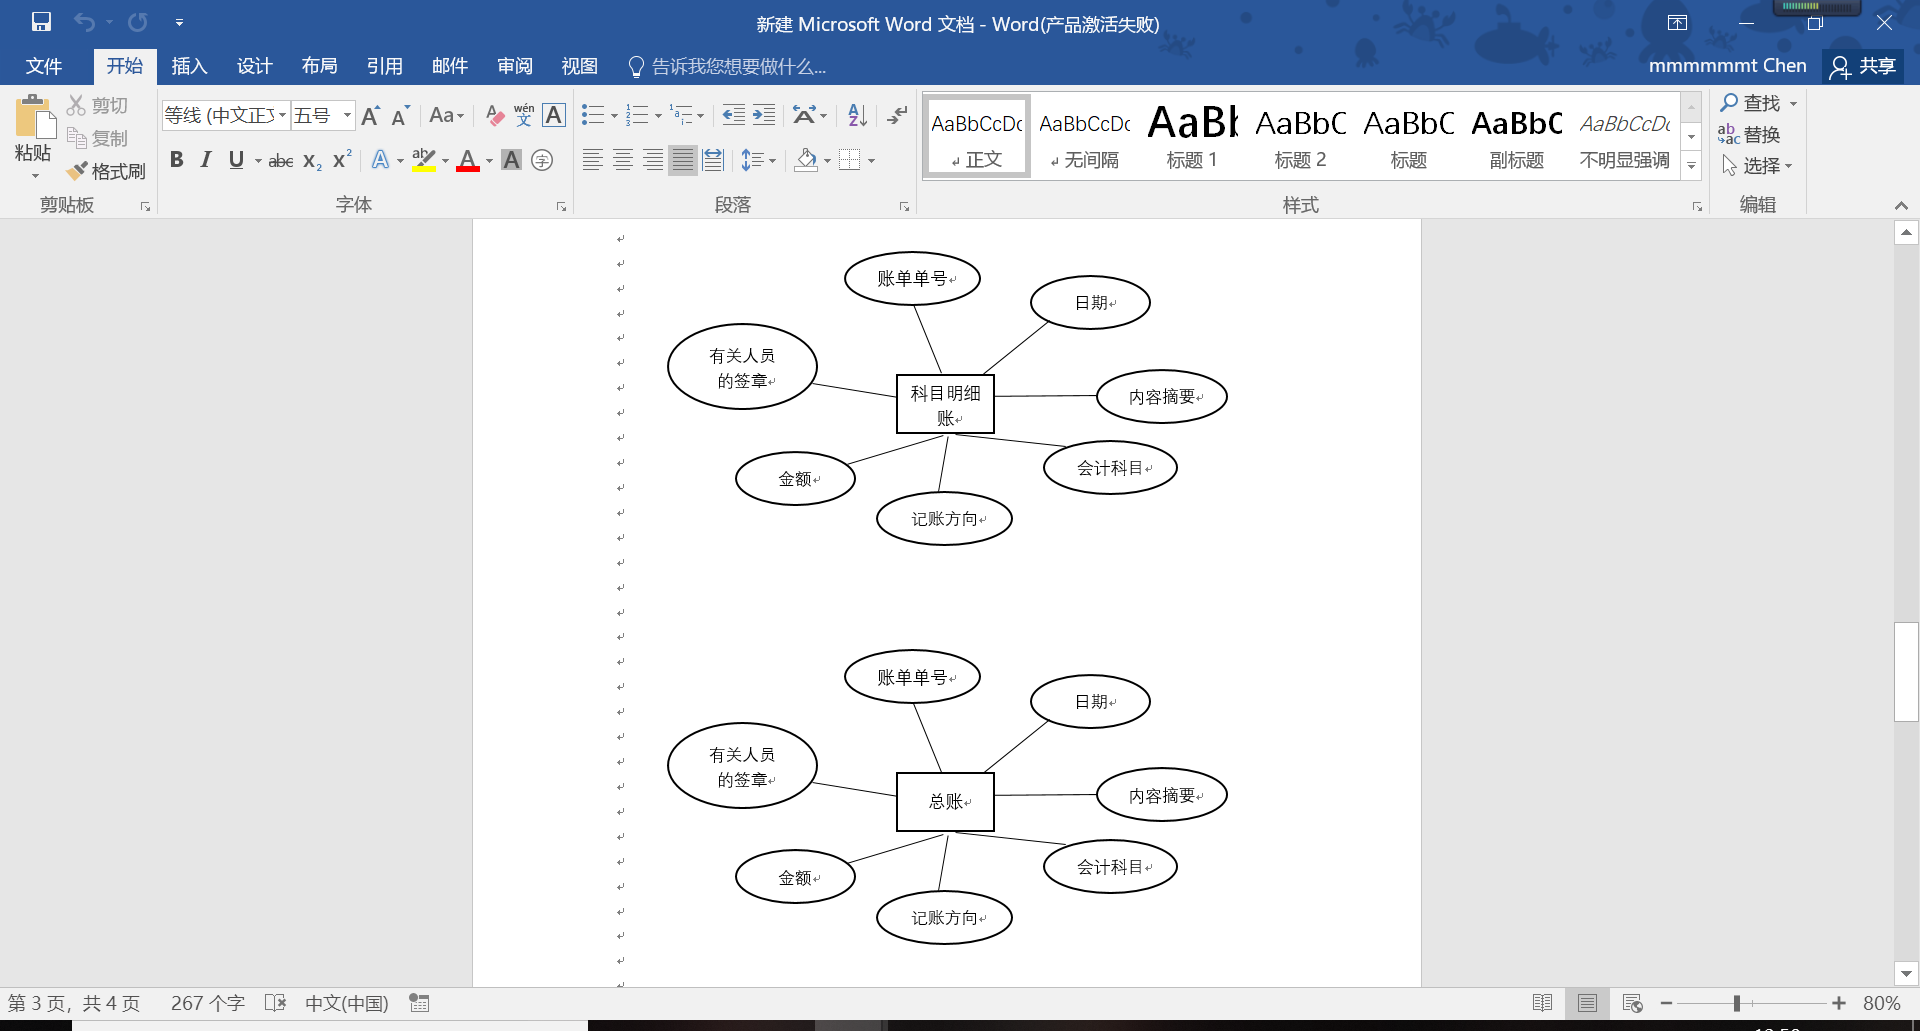 新建 Microsoft Word 文档 - Word(产品激活失败)
文件 开始 插入 设计 布局 引用 邮件 审阅 视图 告诉我您想要做什么... mmmmmmt Chen 共享
粘贴 剪切 复制 格式刷
等线 (中文正文 五号
AaBbCcDc AaBbCcDc AaBl AaBbC AaBbC AaBbC AaBbCcDc
正文 无间隔 标题 1 标题 2 标题 副标题 不明显强调
查找
替换
选择
剪贴板 字体 段落 样式 编辑
账单单号
日期
有关人员
的签章
科目明细
账
内容摘要
会计科目
金额
记账方向
账单单号
日期
有关人员
的签章
总账
内容摘要
会计科目
金额
记账方向
第 3 页，共 4 页 267 个字 中文(中国) 80%